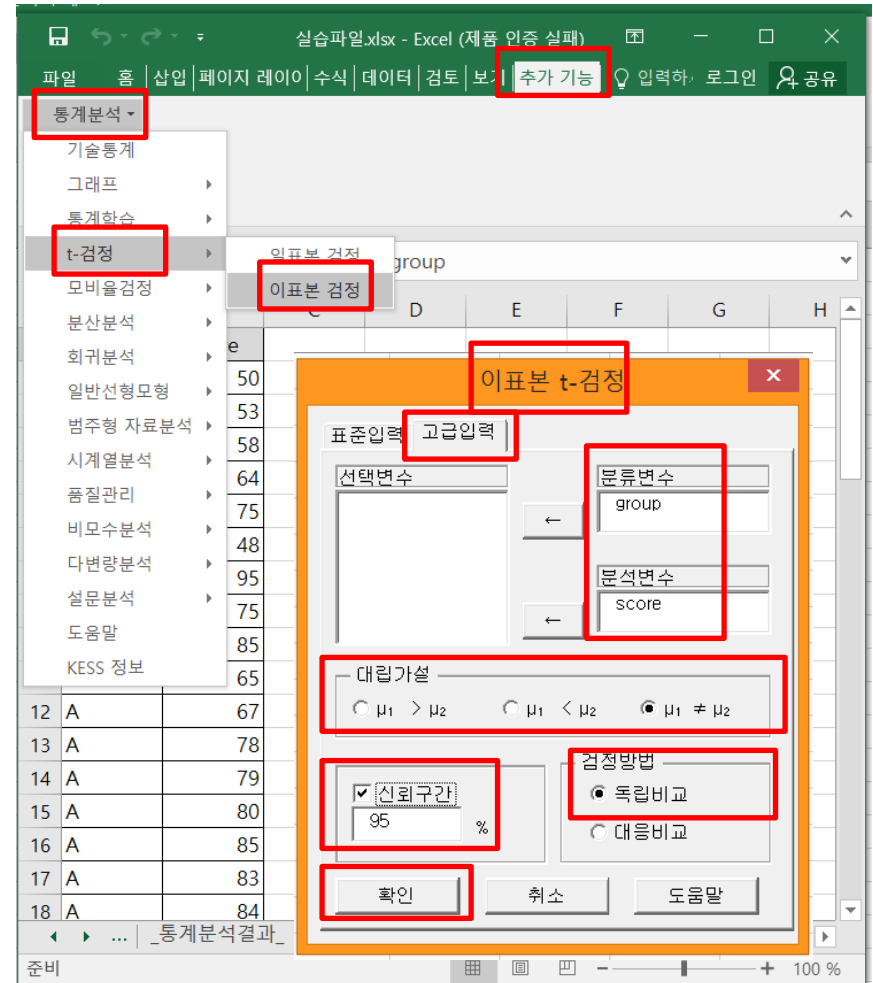 실습파일.xlsx - Excel (제품 인증 실패)
파일 홈 삽입 페이지 레이아 수식 데이터 검토 보기 추가 기능 입력하 로그인 공유
통계분석
기술통계
그래프
통계학습
t-검정
일표본 검정
group
모비율검정
이표본 검정
분산분석
C D E F G H
회귀분석
e
일반선형모형
50
53
범주형 자료분석
58
시계열분석
64
품질관리
75
비모수분석
48
다변량분석
95
설문분석
75
도움말
85
KESS 정보
65
12 A 67
13 A 78
14 A 79
15 A 80
16 A 85
17 A 83
18 A 84
이표본 t-검정
표준입력 고급입력
선택변수
분류변수
←
group
분석변수
←
score
대립가설
μ₁ > μ₂ μ₁ < μ₂ μ₁ ≠ μ₂
신뢰구간
95 %
검정방법
독립비교
대응비교
확인 취소 도움말
... _통계분석결과_
준비 100 %